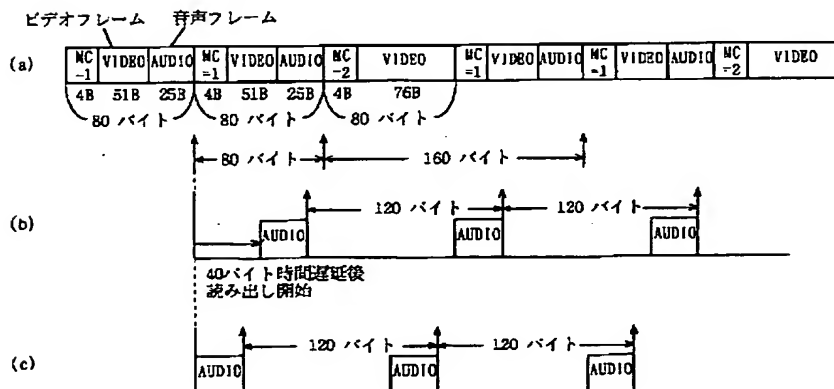 ビデオフレーム 音声フレーム
(a)
MC -1 VIDEO AUDIO MC =1 VIDEO AUDIO MC -2 VIDEO MC =1 VIDEO AUDIO MC -1 VIDEO AUDIO MC =2 VIDEO
4B 51B 25B 4B 51B 25B 4B 76B
80 バイト 80 バイト 80 バイト
80 バイト 160 バイト
(b)
120 バイト 120 バイト
AUDIO AUDIO AUDIO
40バイト時間遅延後
読み出し開始
(c)
120 バイト 120 バイト
AUDIO AUDIO AUDIO